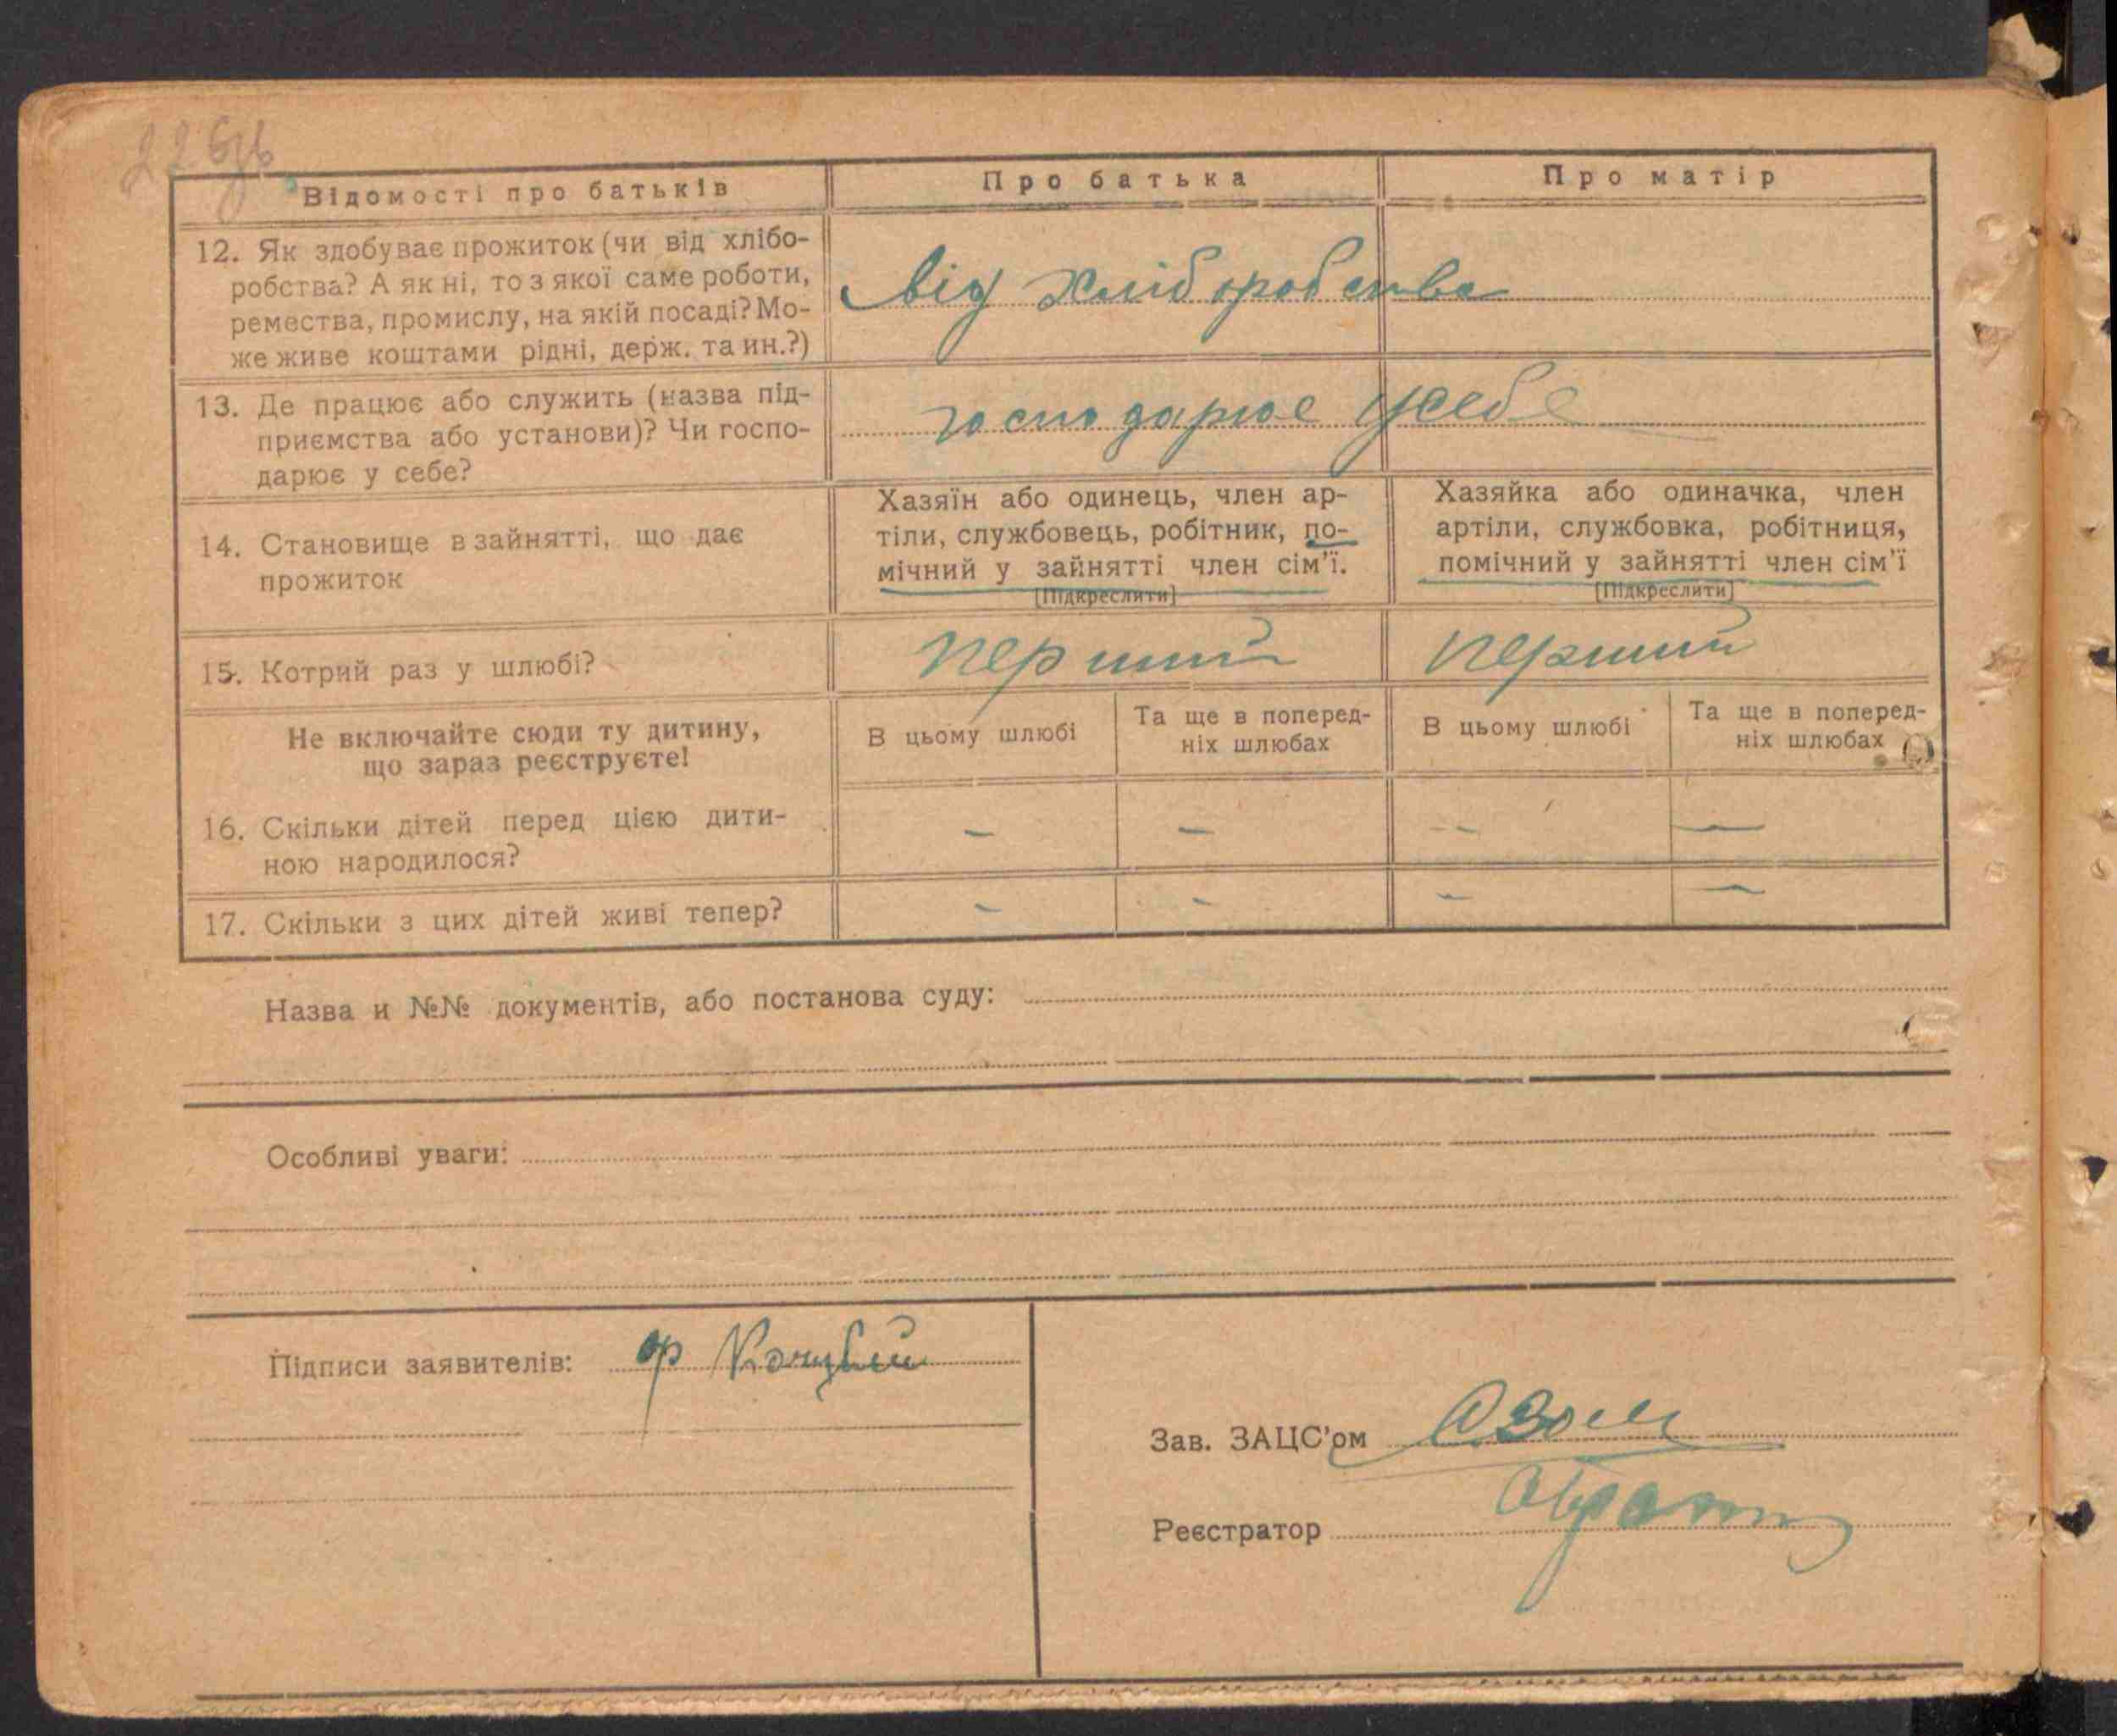 Відомості про батьків
Про батька
Про матір
12. Як здобуває прожиток (чи від хлібо-
робства? А як ні, то з якої саме роботи,
ремества, промислу, на якій посаді? Мо-
же живе коштами рідні, держ. та ин.?)
від хліборобства
13. Де працює або служить (назва під-
приємства або установи)? Чи госпо-
дарює у себе?
господарює у себе
14. Становище в зайнятті, що дає
прожиток
Хазяїн або одинець, член ар-
тіли, службовець, робітник, по-
мічний у зайнятті член сім'ї.
[Підкреслити]
Хазяйка або одиначка, член
артіли, службовка, робітниця,
помічний у зайнятті член сім'ї
[Підкреслити]
15. Котрий раз у шлюбі?
перший
перший
Не включайте сюди ту дитину,
що зараз реєструєте!
В цьому шлюбі
Та ще в поперед-
ніх шлюбах
В цьому шлюбі
Та ще в поперед-
ніх шлюбах
16. Скільки дітей перед цією дити-
ною народилося?
— — — —
17. Скільки з цих дітей живі тепер?
— — — —
Назва и №№ документів, або постанова суду:
Особливі уваги:
Підписи заявителів:
Зав. ЗАЦС'ом
Реєстратор